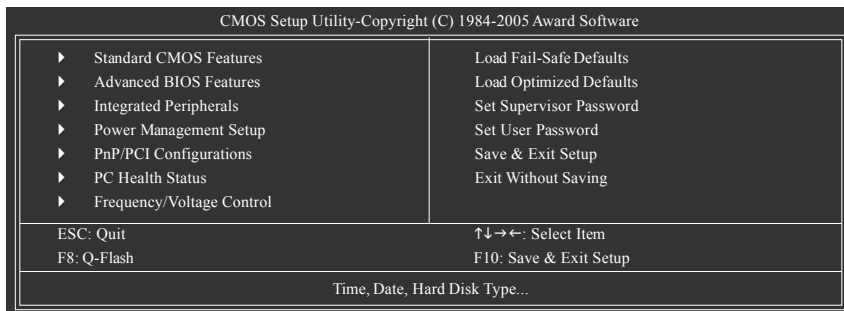 CMOS Setup Utility-Copyright (C) 1984-2005 Award Software
Standard CMOS Features
Advanced BIOS Features
Integrated Peripherals
Power Management Setup
PnP/PCI Configurations
PC Health Status
Frequency/Voltage Control
Load Fail-Safe Defaults
Load Optimized Defaults
Set Supervisor Password
Set User Password
Save & Exit Setup
Exit Without Saving
ESC: Quit
↑↓→←: Select Item
F8: Q-Flash
F10: Save & Exit Setup
Time, Date, Hard Disk Type...